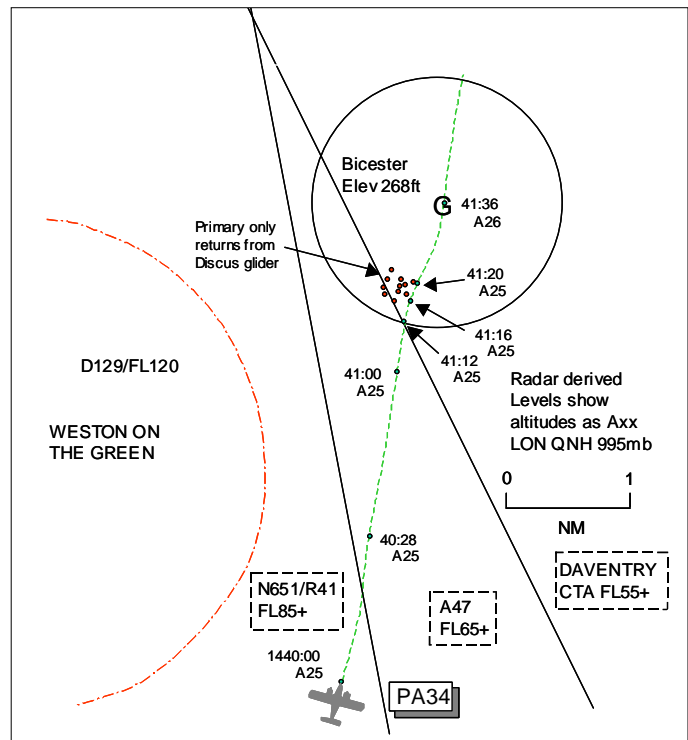 Bicester
Elev 268ft
G
41:36
A26
Primary only
returns from
Discus glider
41:20
A25
41:16
A25
41:12
A25
41:00
A25
D129/FL120
WESTON ON
THE GREEN
Radar derived
Levels show
altitudes as Axx
LON QNH 995mb
0 1
NM
40:28
A25
N651/R41
FL85+
A47
FL65+
DAVENTRY
CTA FL55+
1440:00
A25
PA34